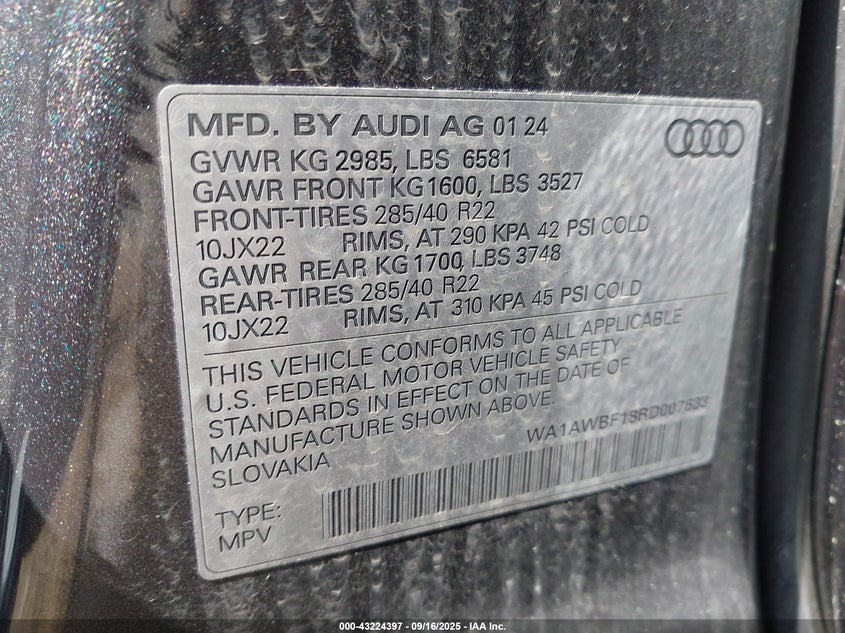 MFD. BY AUDI AG 01 24
GVWR KG 2985, LBS 6581
GAWR FRONT KG1600, LBS 3527
FRONT-TIRES 285/40 R22
10JX22 RIMS, AT 290 KPA 42 PSI COLD
GAWR REAR KG1700, LBS 3748
REAR-TIRES 285/40 R22
10JX22 RIMS, AT 310 KPA 45 PSI COLD
THIS VEHICLE CONFORMS TO ALL APPLICABLE
U.S. FEDERAL MOTOR VEHICLE SAFETY
STANDARDS IN EFFECT ON THE DATE OF
MANUFACTURE SHOWN ABOVE.
SLOVAKIA
WA1AWBF18RD007633
TYPE:
MPV
000-43224397 - 09/16/2025 - IAA Inc.